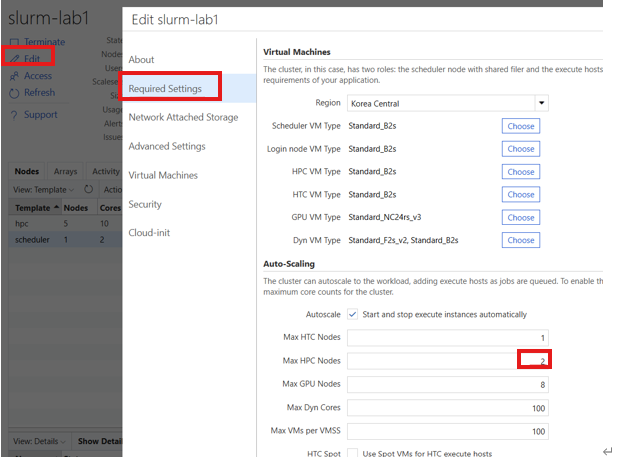 slurm-lab1
Terminate
Edit
Access
Refresh
Support
State
Nodes
Users
Scalese
Usag
Alerts
Issues
Nodes Arrays Activity
View: Template Actio
Template Nodes Cores
hpc 5 10
scheduler 1 2
View: Details Show Detail
Edit slurm-lab1
About
Required Settings
Network Attached Storage
Advanced Settings
Virtual Machines
Security
Cloud-init
Virtual Machines
The cluster, in this case, has two roles: the scheduler node with shared filer and the execute hosts
requirements of your application.
Region Korea Central
Scheduler VM Type Standard_B2s Choose
Login node VM Type Standard_B2s Choose
HPC VM Type Standard_B2s Choose
HTC VM Type Standard_B2s Choose
GPU VM Type Standard_NC24rs_v3 Choose
Dyn VM Type Standard_F2s_v2, Standard_B2s Choose
Auto-Scaling
The cluster can autoscale to the workload, adding execute hosts as jobs are queued. To enable th
maximum core counts for the cluster.
Autoscale Start and stop execute instances automatically
Max HTC Nodes 1
Max HPC Nodes 2
Max GPU Nodes 8
Max Dyn Cores 100
Max VMs per VMSS 100
HTC Spot Use Spot VMs for HTC execute hosts